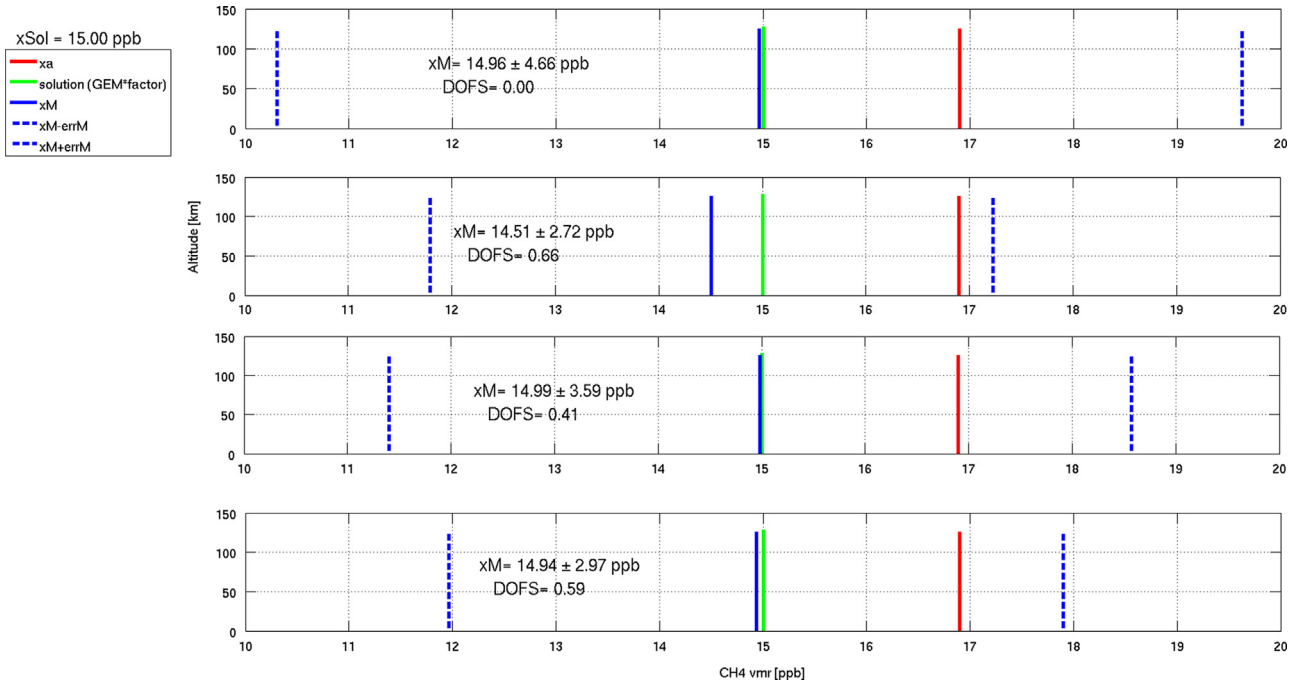 xSol = 15.00 ppb
xa
solution (GEM*factor)
xM
xM-errM
xM+errM
150
100
50
0
xM= 14.96 ± 4.66 ppb
DOFS= 0.00
10 11 12 13 14 15 16 17 18 19 20
Altitude [km]
150
100
50
0
xM= 14.51 ± 2.72 ppb
DOFS= 0.66
10 11 12 13 14 15 16 17 18 19 20
150
100
50
0
xM= 14.99 ± 3.59 ppb
DOFS= 0.41
10 11 12 13 14 15 16 17 18 19 20
150
100
50
0
xM= 14.94 ± 2.97 ppb
DOFS= 0.59
10 11 12 13 14 15 16 17 18 19 20
CH4 vmr [ppb]